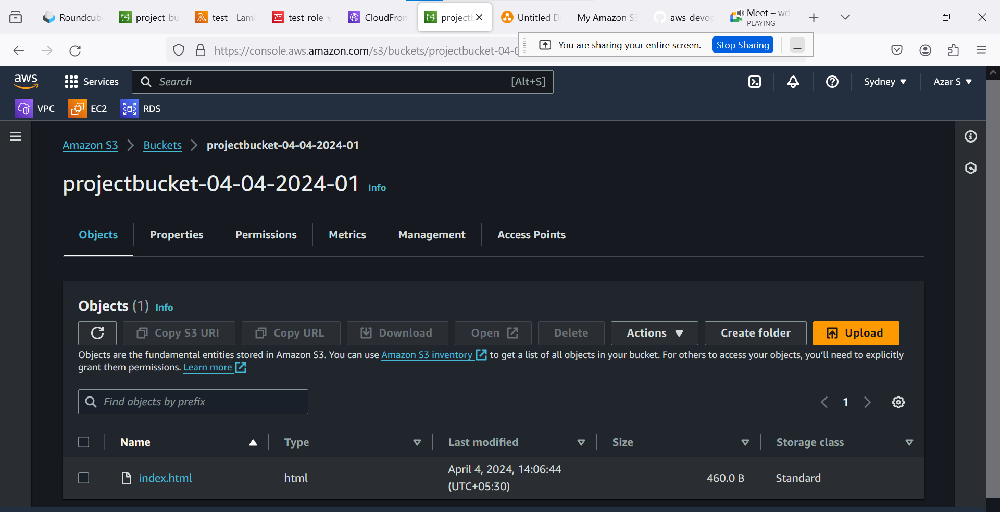 Roundcub
project-bu
test - Lam
test-role-v
CloudFron
project
Untitled D
My Amazon S3
aws-devop
Meet – wd
PLAYING
https://console.aws.amazon.com/s3/buckets/projectbucket-04-0
You are sharing your entire screen.
Stop Sharing
aws
Services
Search
[Alt+S]
Sydney
Azar S
VPC
EC2
RDS
Amazon S3
Buckets
projectbucket-04-04-2024-01
projectbucket-04-04-2024-01 Info
Objects
Properties
Permissions
Metrics
Management
Access Points
Objects (1) Info
Copy S3 URI
Copy URL
Download
Open
Delete
Actions
Create folder
Upload
Objects are the fundamental entities stored in Amazon S3. You can use Amazon S3 inventory to get a list of all objects in your bucket. For others to access your objects, you’ll need to explicitly
grant them permissions. Learn more
Find objects by prefix
1
Name
Type
Last modified
Size
Storage class
index.html
html
April 4, 2024, 14:06:44
(UTC+05:30)
460.0 B
Standard